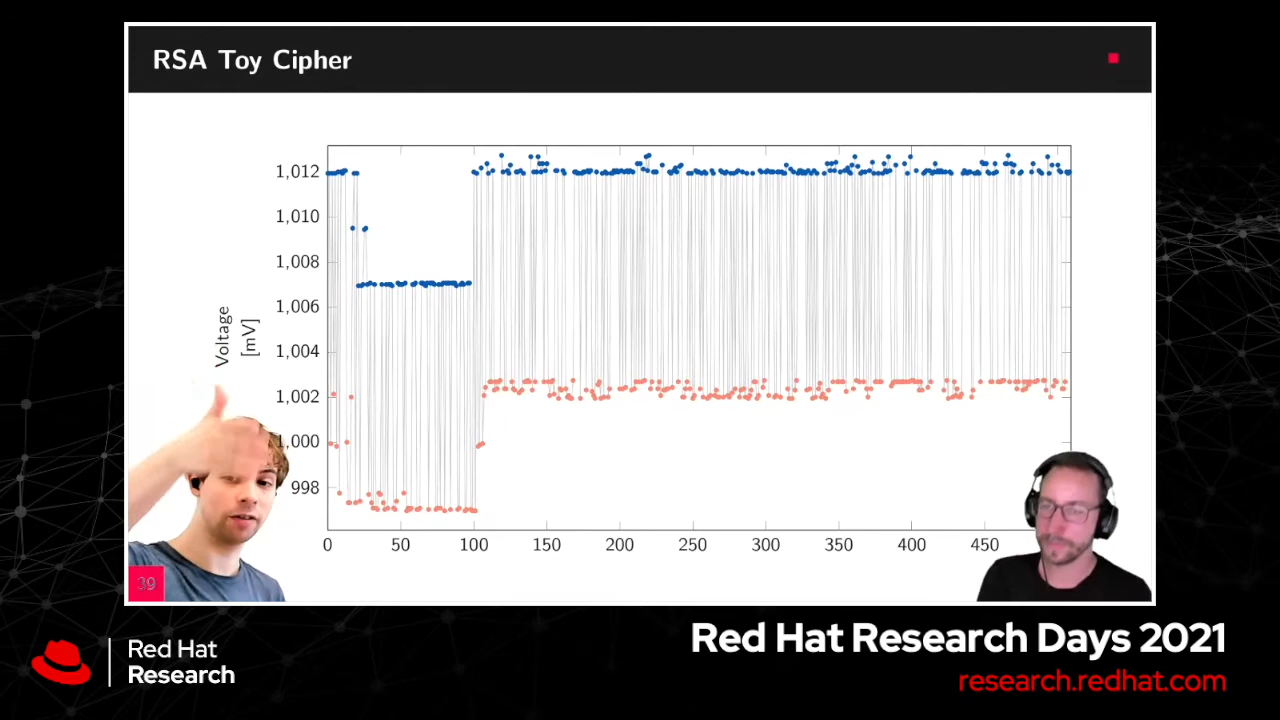 RSA Toy Cipher
1,012
1,010
1,008
1,006
1,004
1,002
1,000
998
Voltage
[mV]
0
50
100
150
200
250
300
350
400
450
39
Red Hat
Research
Red Hat Research Days 2021
research.redhat.com